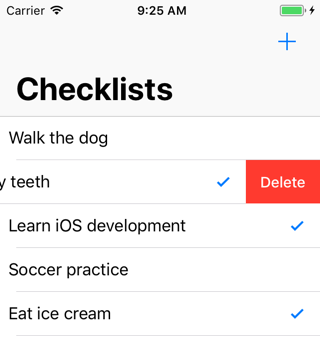 Carrier 9:25 AM
Checklists
Walk the dog
teeth Delete
Learn iOS development
Soccer practice
Eat ice cream